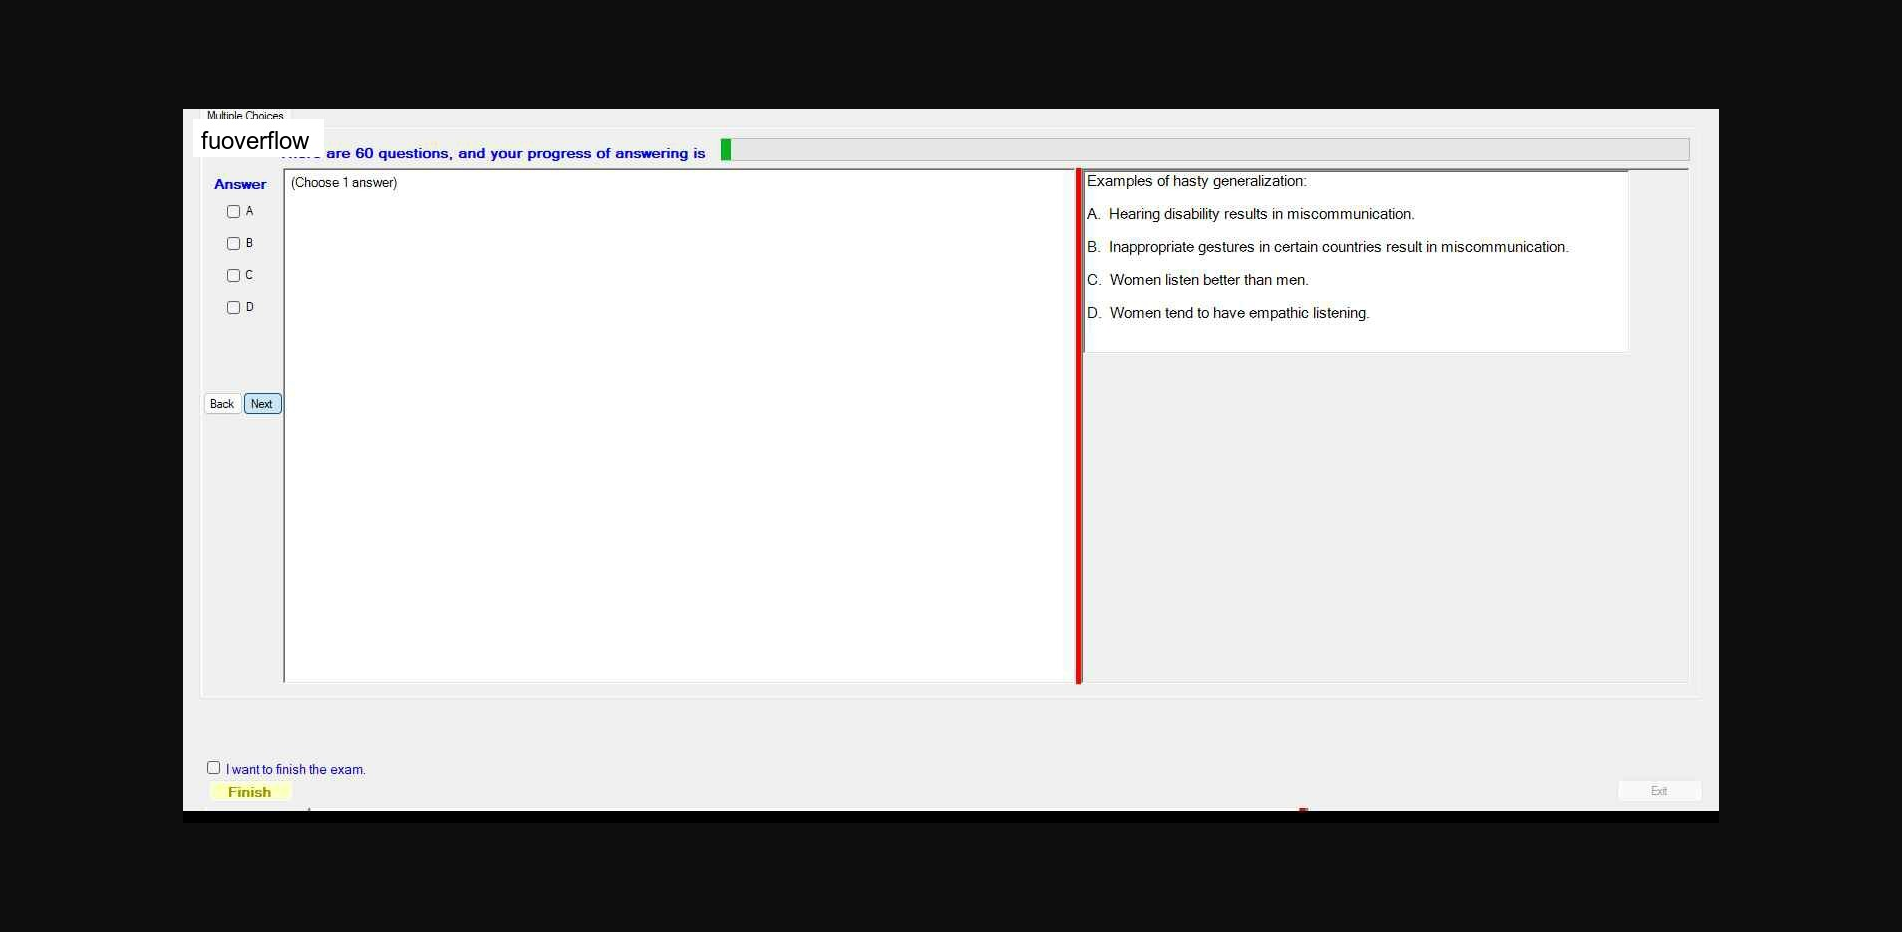 Multiple Choices
fuoverflow
are 60 questions, and your progress of answering is
Answer
(Choose 1 answer)
A
B
C
D
Back
Next
Examples of hasty generalization:
A. Hearing disability results in miscommunication.
B. Inappropriate gestures in certain countries result in miscommunication.
C. Women listen better than men.
D. Women tend to have empathic listening.
I want to finish the exam.
Finish
Exit